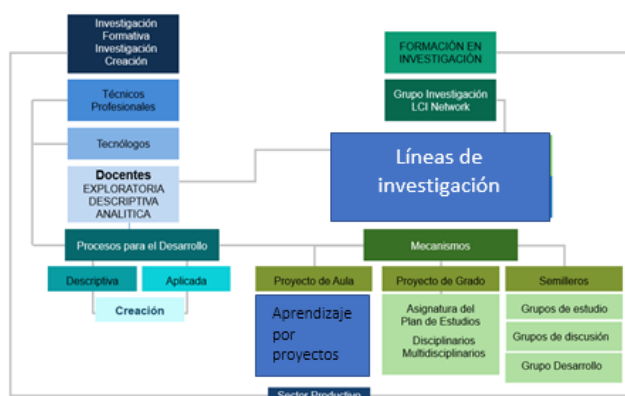 Investigación
Formativa
Investigación
Creación
FORMACIÓN EN
INVESTIGACIÓN
Técnicos
Profesionales
Grupo Investigación
LCI Network
Tecnólogos
Líneas de
investigación
Docentes
EXPLORATORIA
DESCRIPTIVA
ANALITICA
Procesos para el Desarrollo
Mecanismos
Descriptiva
Aplicada
Proyecto de Aula
Proyecto de Grado
Semilleros
Creación
Aprendizaje
por
proyectos
Asignatura del
Plan de Estudios
Disciplinarios
Multidisciplinarios
Grupos de estudio
Grupos de discusión
Grupo Desarrollo
Sector Productivo